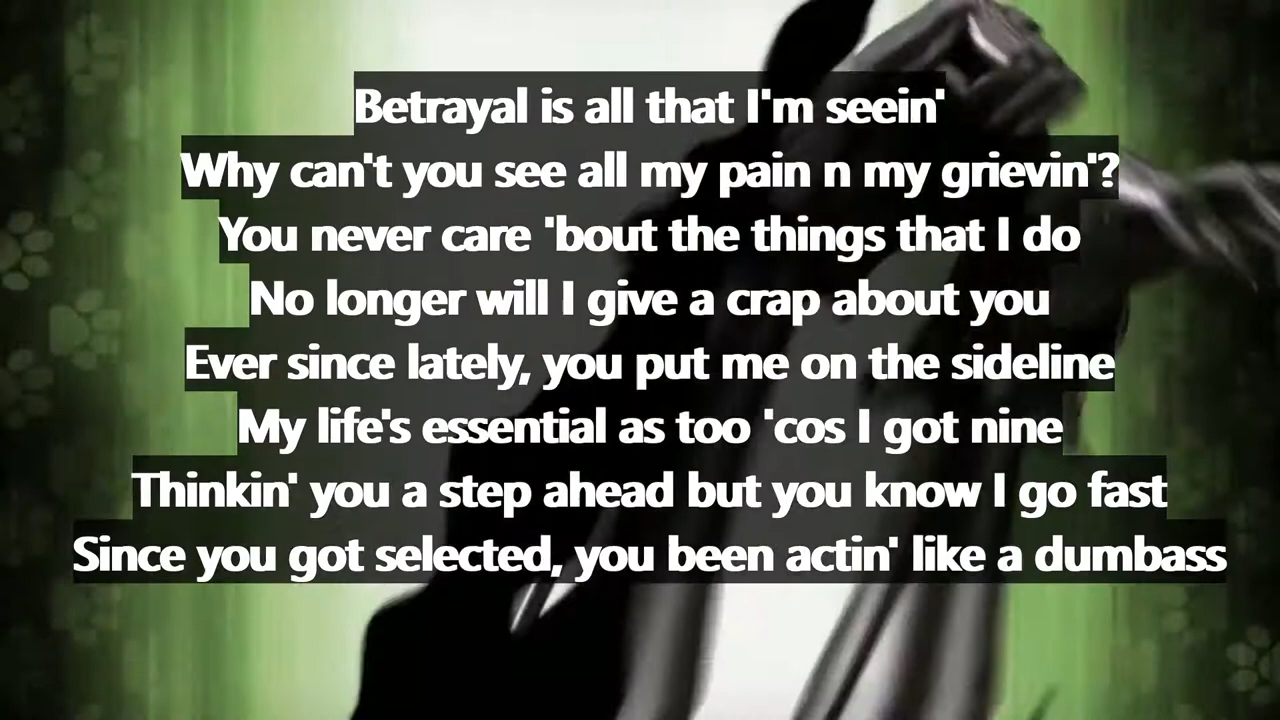 Betrayal is all that I'm seein'
Why can't you see all my pain n my grievin'?
You never care 'bout the things that I do
No longer will I give a crap about you
Ever since lately, you put me on the sideline
My life's essential as too 'cos I got nine
Thinkin' you a step ahead but you know I go fast
Since you got selected, you been actin' like a dumbass